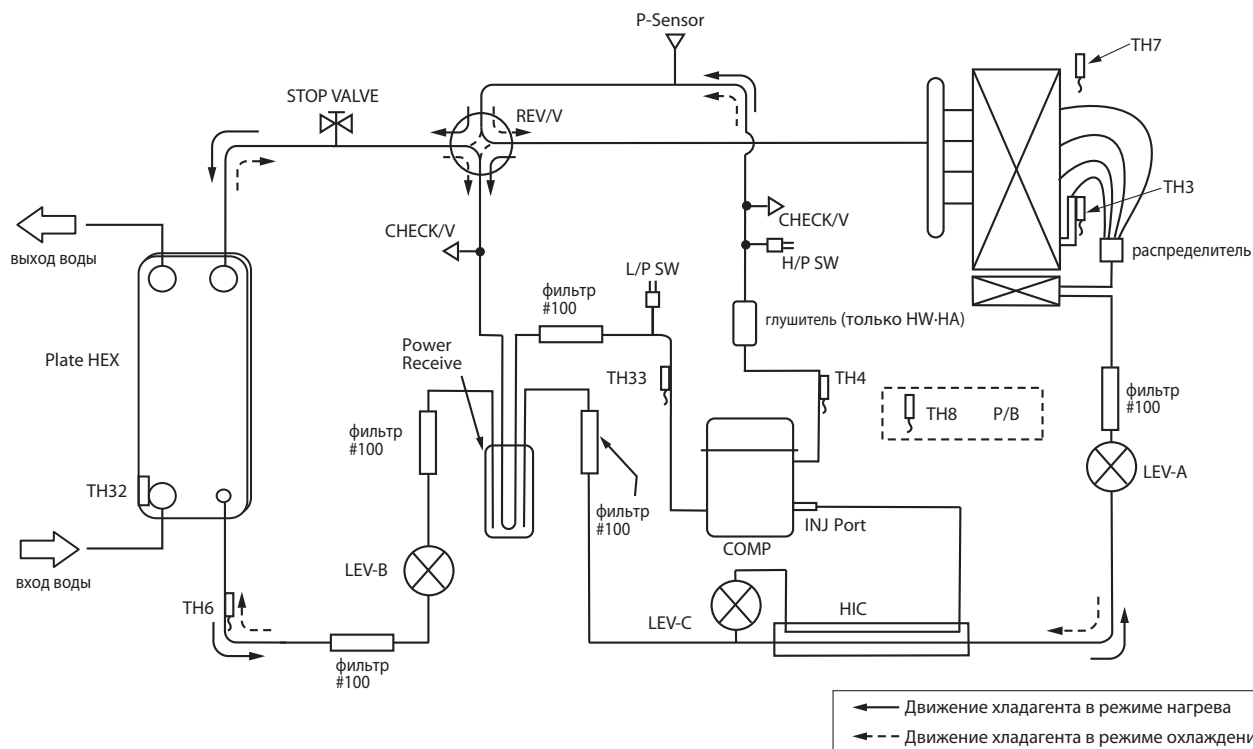 P-Sensor
TH7
STOP VALVE
REV/V
TH3
CHECK/V
CHECK/V
выход воды
распределитель
H/P SW
L/P SW
фильтр
#100
глушитель (только HW·HA)
Plate HEX
Power
Receive
TH33
TH4
фильтр
#100
TH8 P/B
фильтр
#100
TH32
LEV-A
фильтр
#100
INJ Port
COMP
вход воды
LEV-B
TH6
LEV-C
HIC
фильтр
#100
Движение хладагента в режиме нагрева
Движение хладагента в режиме охлаждени